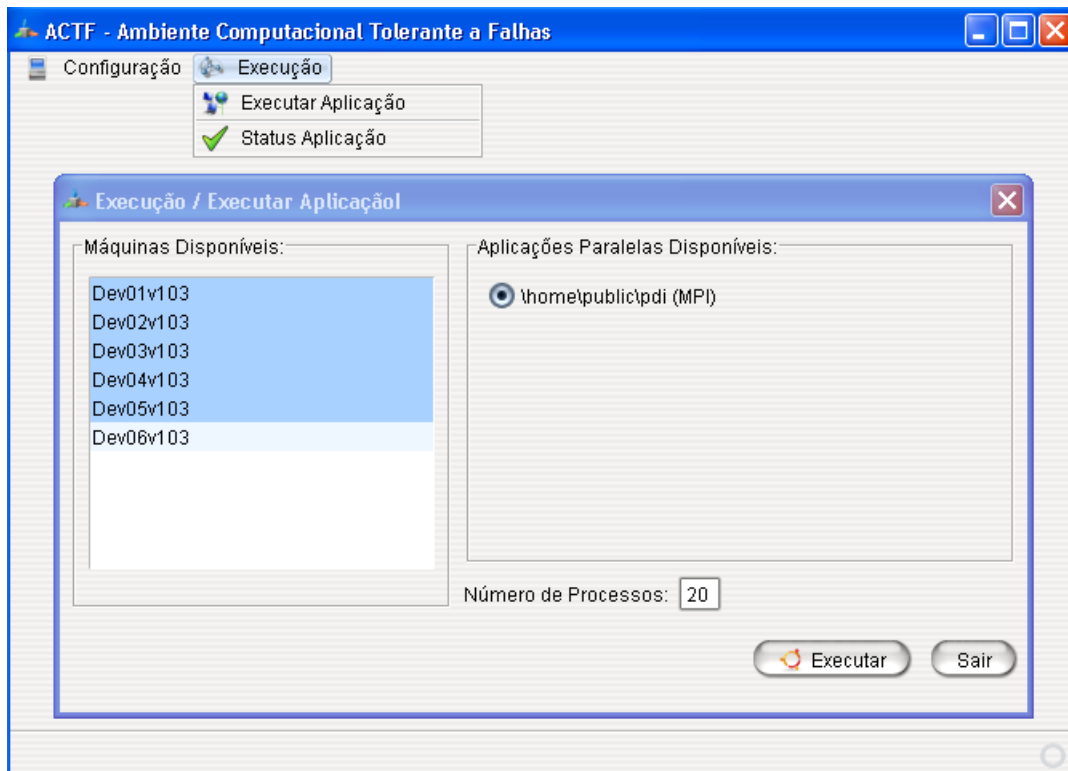 ACTF - Ambiente Computacional Tolerante a Falhas
Configuração Execução
Executar Aplicação
Status Aplicação
Execução / Executar Aplicaçãol
Máquinas Disponíveis:
Dev01v103
Dev02v103
Dev03v103
Dev04v103
Dev05v103
Dev06v103
Aplicações Paralelas Disponíveis:
\home\public\pdi (MPI)
Número de Processos: 20
Executar Sair